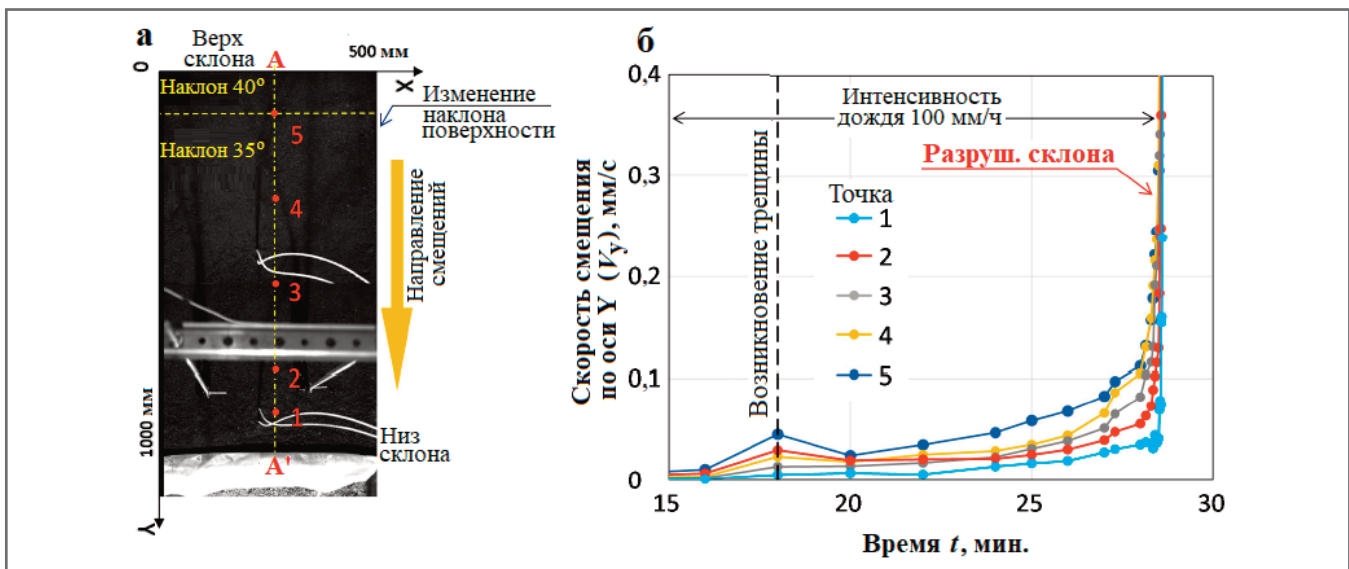 а
Верх
склона
A
500 мм
0
X
Наклон 40°
Изменение
наклона
поверхности
5
Наклон 35°
4
Направление
смещений
3
2
1
1000 мм
A'
Низ
склона
Y
б
0,4
0,3
0,2
0,1
0
Скорость смещения
по оси Y (Vy), мм/с
Интенсивность
дождя 100 мм/ч
Разруш. склона
Возникновение трещины
Точка
1
2
3
4
5
15
20
25
30
Время t, мин.